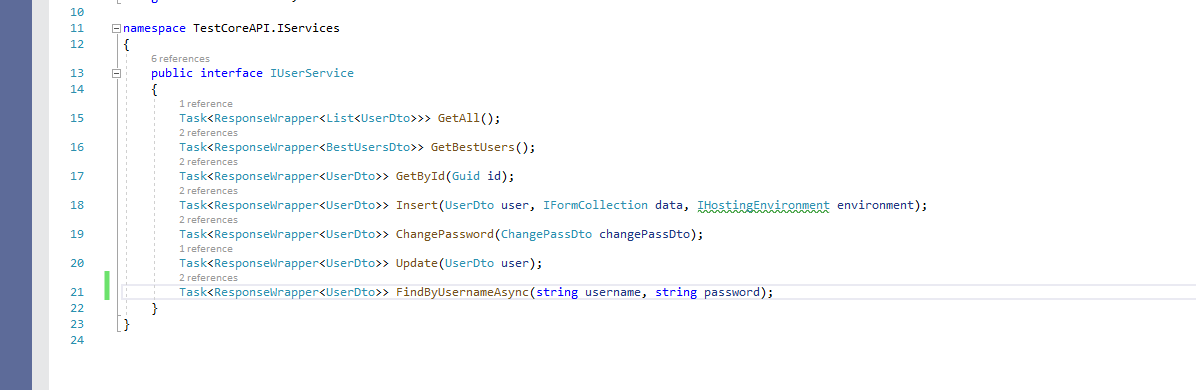 10
11 namespace TestCoreAPI.IServices
12 {
6 references
13 public interface IUserService
14 {
1 reference
15 Task<ResponseWrapper<List<UserDto>>> GetAll();
2 references
16 Task<ResponseWrapper<BestUsersDto>> GetBestUsers();
2 references
17 Task<ResponseWrapper<UserDto>> GetById(Guid id);
2 references
18 Task<ResponseWrapper<UserDto>> Insert(UserDto user, IFormCollection data, IHostingEnvironment environment);
2 references
19 Task<ResponseWrapper<UserDto>> ChangePassword(ChangePassDto changePassDto);
1 reference
20 Task<ResponseWrapper<UserDto>> Update(UserDto user);
2 references
21 Task<ResponseWrapper<UserDto>> FindByUsernameAsync(string username, string password);
22 }
23 }
24